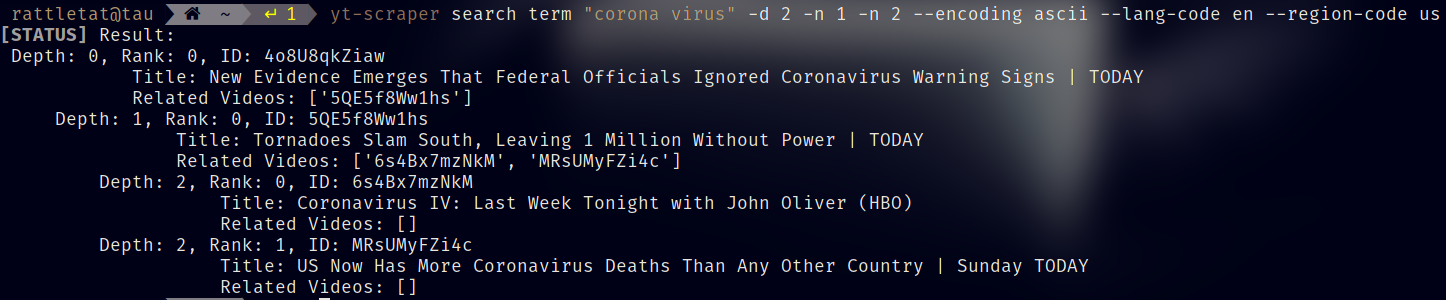 rattletat@tau ~ ↵ 1 yt-scraper search term "corona virus" -d 2 -n 1 -n 2 --encoding ascii --lang-code en --region-code us
[STATUS] Result:
Depth: 0, Rank: 0, ID: 4o8U8qkZiaw
Title: New Evidence Emerges That Federal Officials Ignored Coronavirus Warning Signs | TODAY
Related Videos: ['5QE5f8Ww1hs']
Depth: 1, Rank: 0, ID: 5QE5f8Ww1hs
Title: Tornadoes Slam South, Leaving 1 Million Without Power | TODAY
Related Videos: ['6s4Bx7mzNkM', 'MRsUMyFZi4c']
Depth: 2, Rank: 0, ID: 6s4Bx7mzNkM
Title: Coronavirus IV: Last Week Tonight with John Oliver (HBO)
Related Videos: []
Depth: 2, Rank: 1, ID: MRsUMyFZi4c
Title: US Now Has More Coronavirus Deaths Than Any Other Country | Sunday TODAY
Related Videos: []